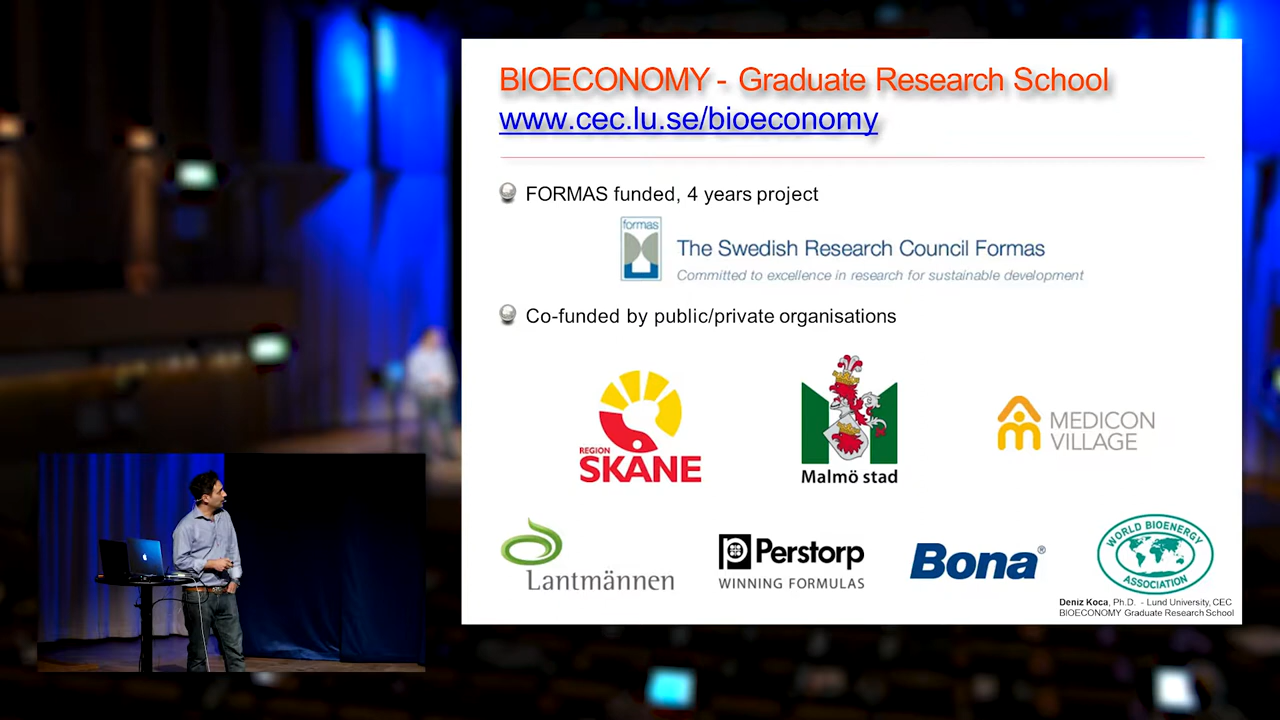 BIOECONOMY - Graduate Research School
www.cec.lu.se/bioeconomy
FORMAS funded, 4 years project
formas
The Swedish Research Council Formas
Committed to excellence in research for sustainable development
Co-funded by public/private organisations
REGION
SKÅNE
Malmö stad
MEDICON
VILLAGE
Lantmännen
Perstorp
WINNING FORMULAS
Bona®
WORLD BIOENERGY
ASSOCIATION
Deniz Koca, Ph.D. - Lund University, CEC
BIOECONOMY Graduate Research School